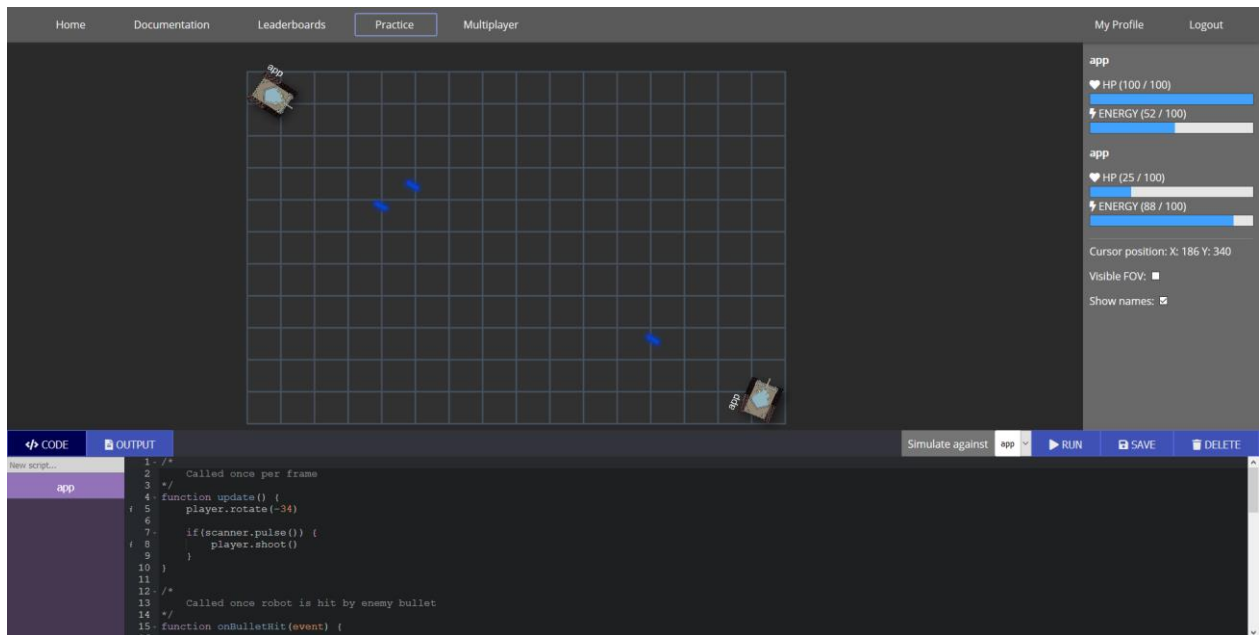 Home Documentation Leaderboards Practice Multiplayer My Profile Logout
app
app
app
HP (100 / 100)
ENERGY (52 / 100)
app
HP (25 / 100)
ENERGY (88 / 100)
Cursor position: X: 186 Y: 340
Visible FOV:
Show names:
</> CODE OUTPUT Simulate against app RUN SAVE DELETE
New script...
app
1 /*
2 Called once per frame
3 */
4 function update() {
i 5 player.rotate(-34)
6
7 if(scanner.pulse()) {
i 8 player.shoot()
9 }
10 }
11
12 /*
13 Called once robot is hit by enemy bullet
14 */
15 function onBulletHit(event) {